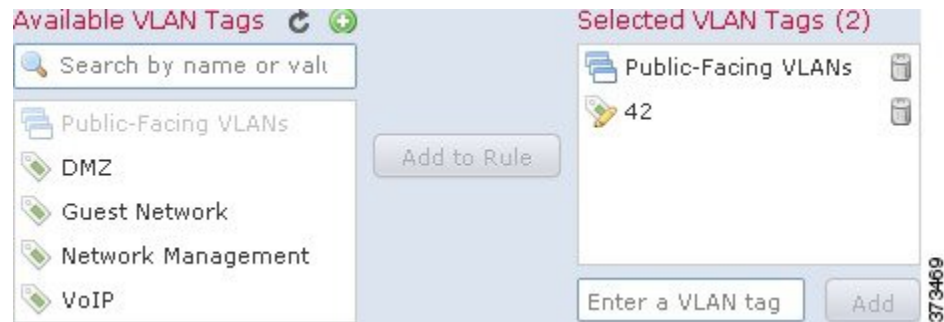 Available VLAN Tags
Search by name or valu
Public-Facing VLANs
DMZ
Guest Network
Network Management
VoIP
Add to Rule
Selected VLAN Tags (2)
Public-Facing VLANs
42
Enter a VLAN tag
Add
373469